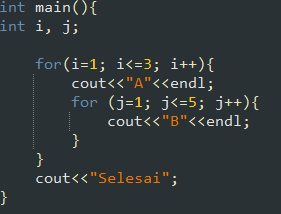 int main(){
int i, j;
for(i=1; i<=3; i++){
cout<<"A"<<endl;
for (j=1; j<=5; j++){
cout<<"B"<<endl;
}
}
cout<<"Selesai";
}